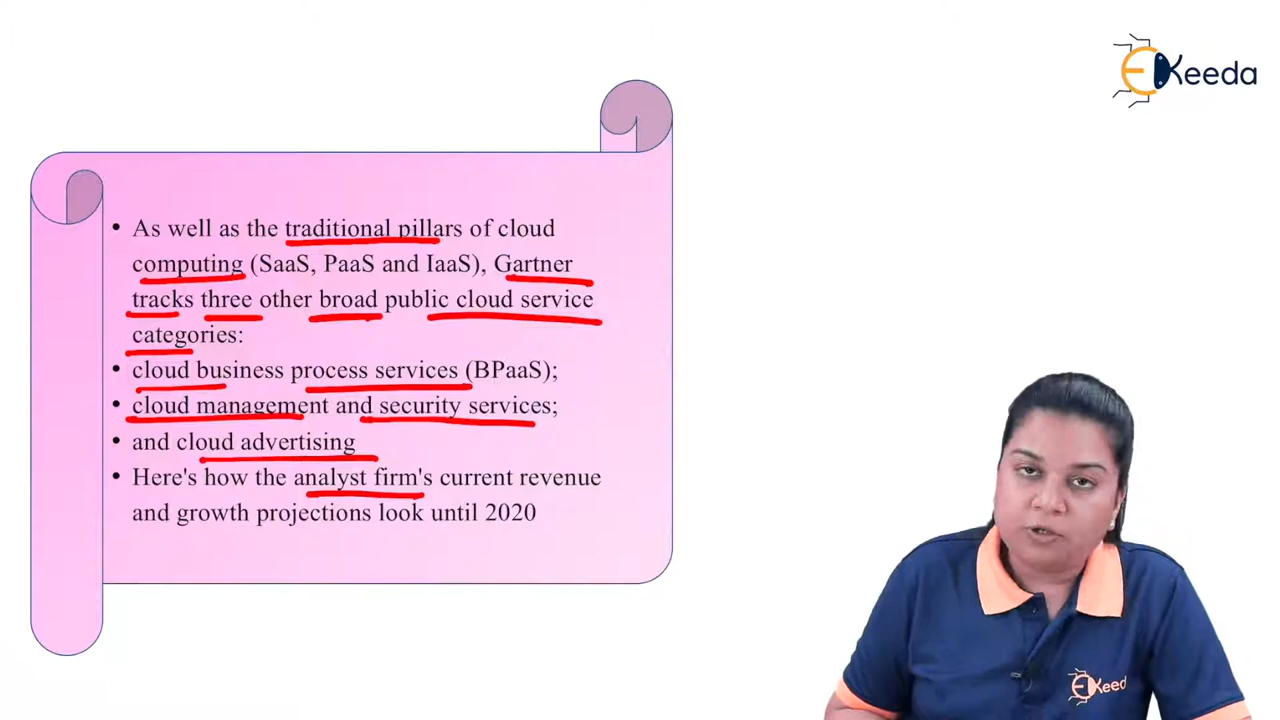 EKeeda
• As well as the traditional pillars of cloud
computing (SaaS, PaaS and IaaS), Gartner
tracks three other broad public cloud service
categories:
• cloud business process services (BPaaS);
• cloud management and security services;
• and cloud advertising
• Here's how the analyst firm's current revenue
and growth projections look until 2020
EKeed